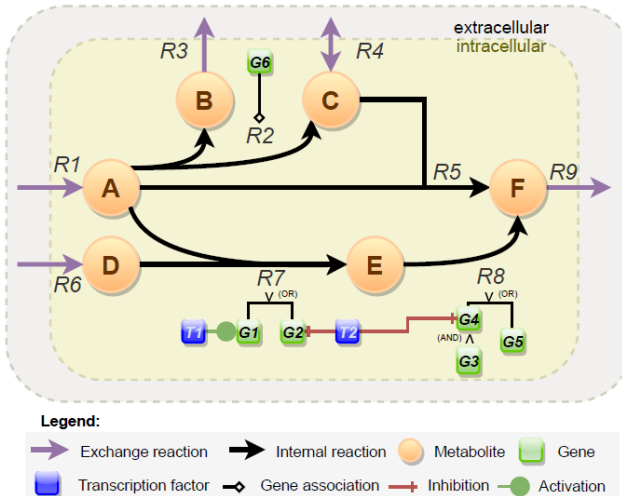 extracellular
intracellular
R3
R4
G6
B
C
R2
R1
A
R5
F
R9
D
E
R6
R7
R8
V (OR)
V (OR)
T1
G1
G2
T2
G4
G5
(AND) Λ
G3
Legend:
Exchange reaction
Internal reaction
Metabolite
Gene
Transcription factor
Gene association
Inhibition
Activation